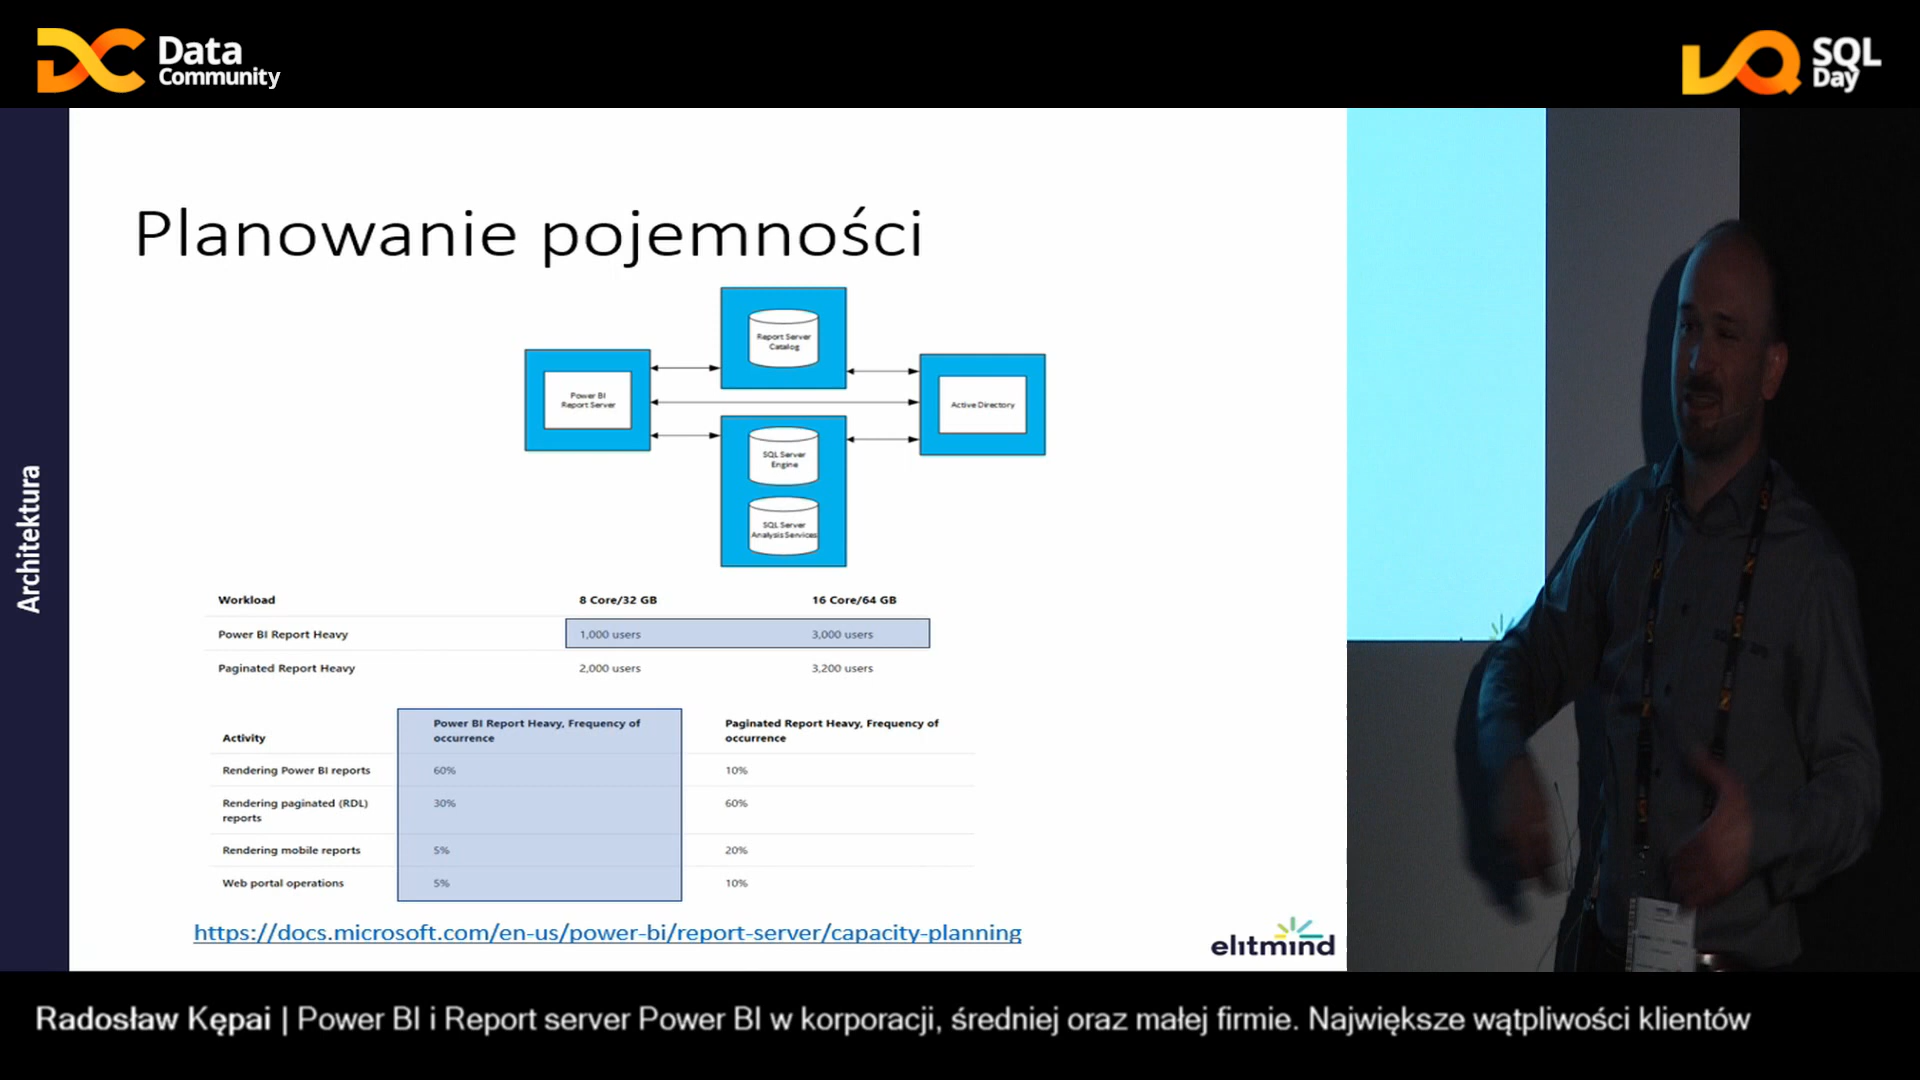 Data
Community
SQL
Day
Architektura
Planowanie pojemności
Report Server
Catalog
Power BI
Report Server
Active Directory
SQL Server
Engine
SQL Server
Analysis Services
Workload 8 Core/32 GB 16 Core/64 GB
Power BI Report Heavy 1,000 users 3,000 users
Paginated Report Heavy 2,000 users 3,200 users
Activity
Power BI Report Heavy, Frequency of
occurrence
Paginated Report Heavy, Frequency of
occurrence
Rendering Power BI reports 60% 10%
Rendering paginated (RDL)
reports
30% 60%
Rendering mobile reports 5% 20%
Web portal operations 5% 10%
https://docs.microsoft.com/en-us/power-bi/report-server/capacity-planning
elitmind
Radosław Kępai | Power BI i Report server Power BI w korporacji, średniej oraz małej firmie. Największe wątpliwości klientów